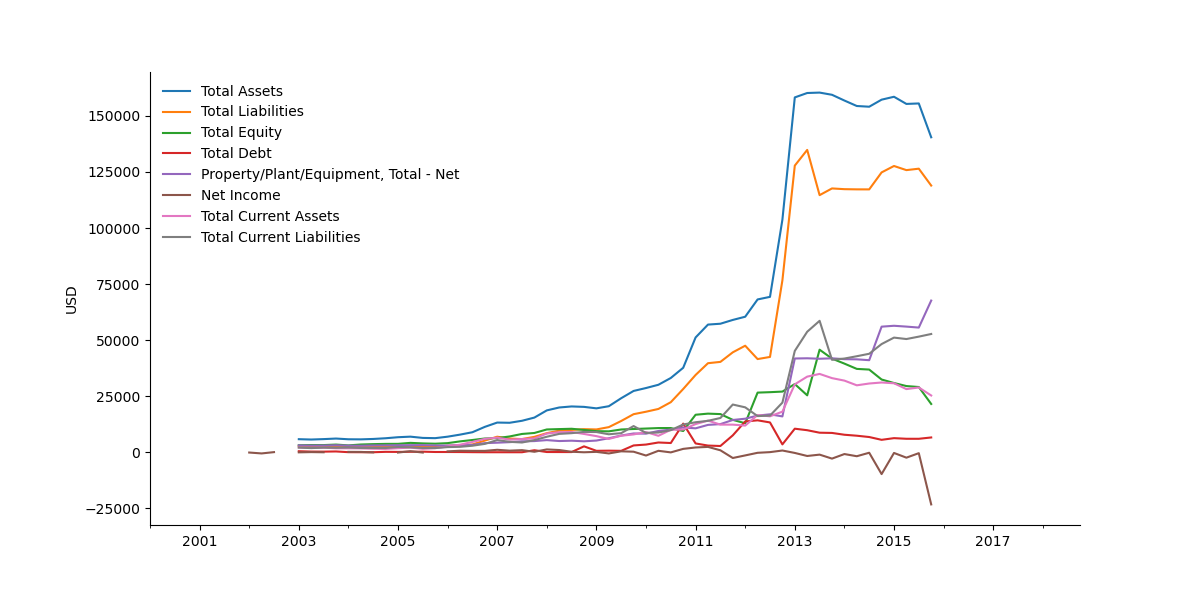 Total Assets
Total Liabilities
Total Equity
Total Debt
Property/Plant/Equipment, Total - Net
Net Income
Total Current Assets
Total Current Liabilities
USD
150000
125000
100000
75000
50000
25000
0
−25000
2001 2003 2005 2007 2009 2011 2013 2015 2017